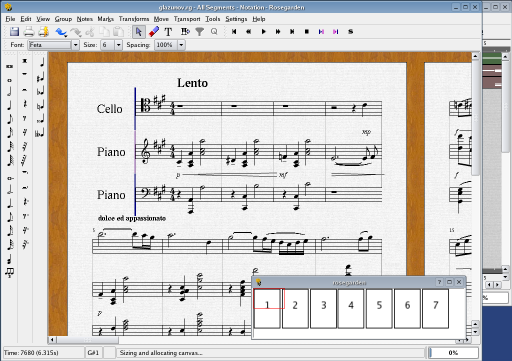 glazunov.rg - All Segments - Notation - Rosegarden
File Edit View Group Notes Marks Transforms Move Transport Tools Settings Help
Font: Feta Size: 6 Spacing: 100%
Lento
Cello
mp
f
Piano
p mf f
Piano
dolce ed appassionato
5
15
p
rosegarden
1 2 3 4 5 6 7
%
Time: 7680 (6.315s) G#1 Sizing and allocating canvas... 0%